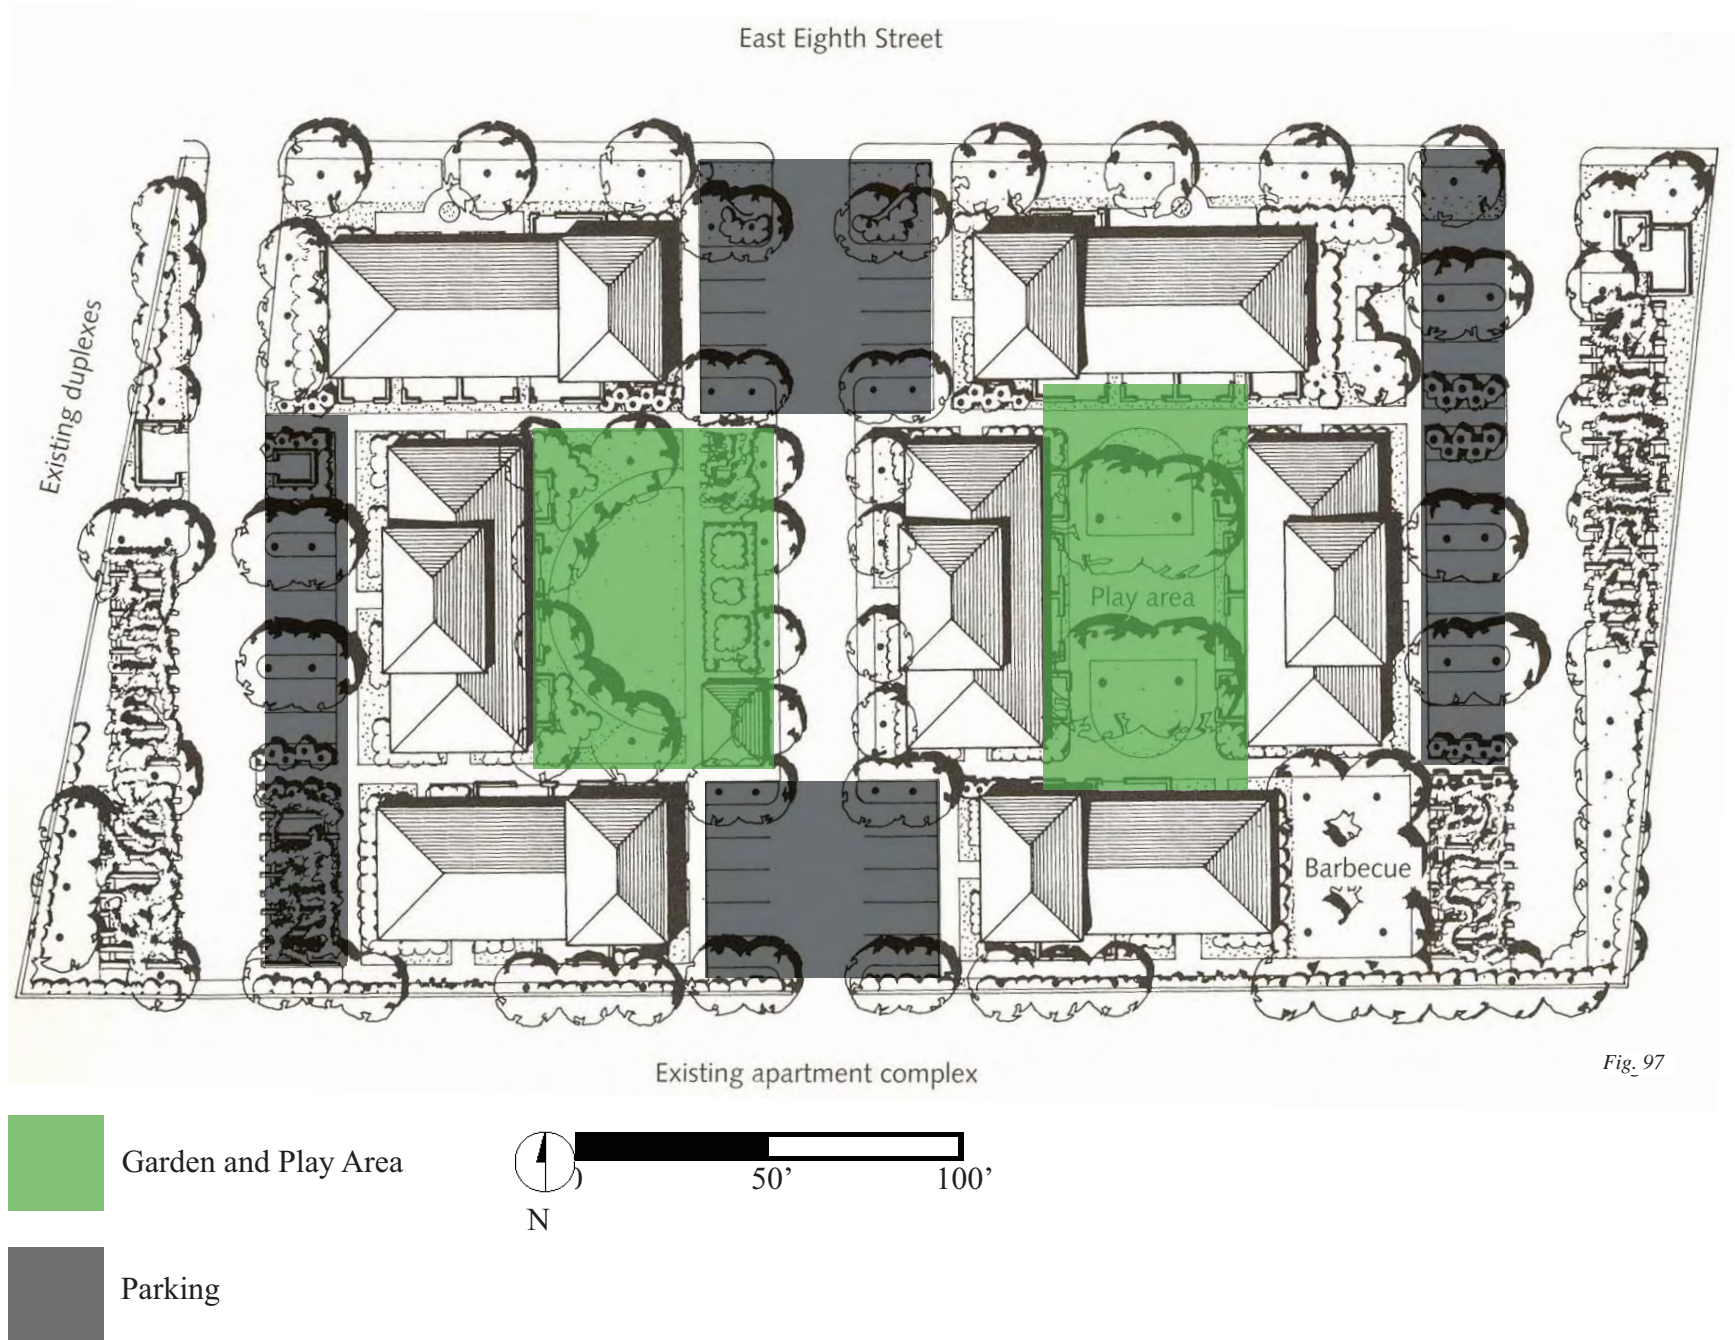 East Eighth Street
Existing duplexes
Play area
Barbecue
Existing apartment complex
Fig. 97
Garden and Play Area
0
50’
100’
N
Parking